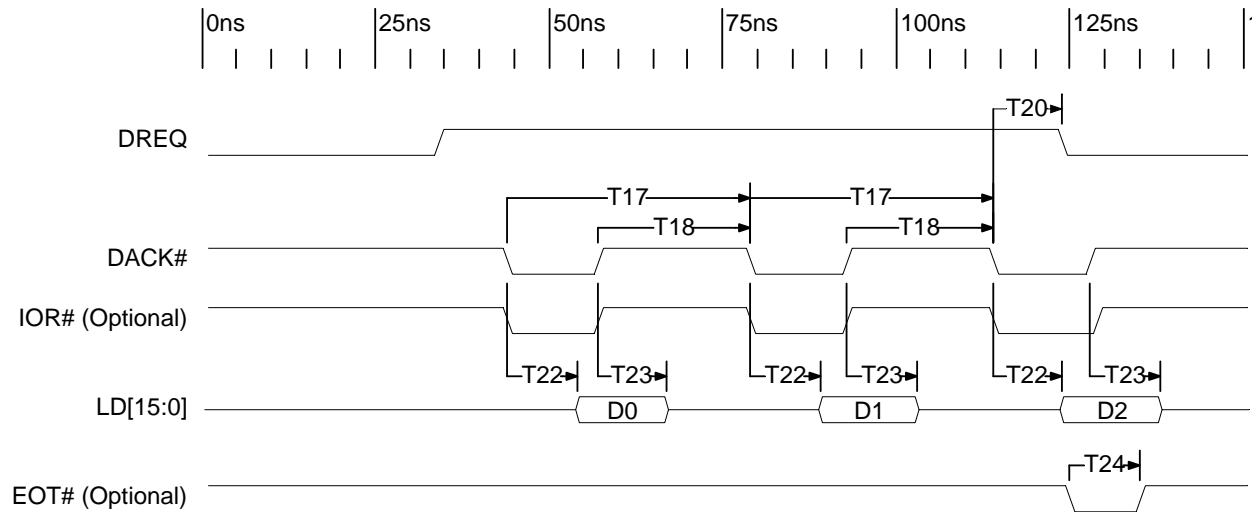 0ns 25ns 50ns 75ns 100ns 125ns
T20
DREQ
T17 T17
T18 T18
DACK#
IOR# (Optional)
T22 T23 T22 T23 T22 T23
LD[15:0] D0 D1 D2
T24
EOT# (Optional)